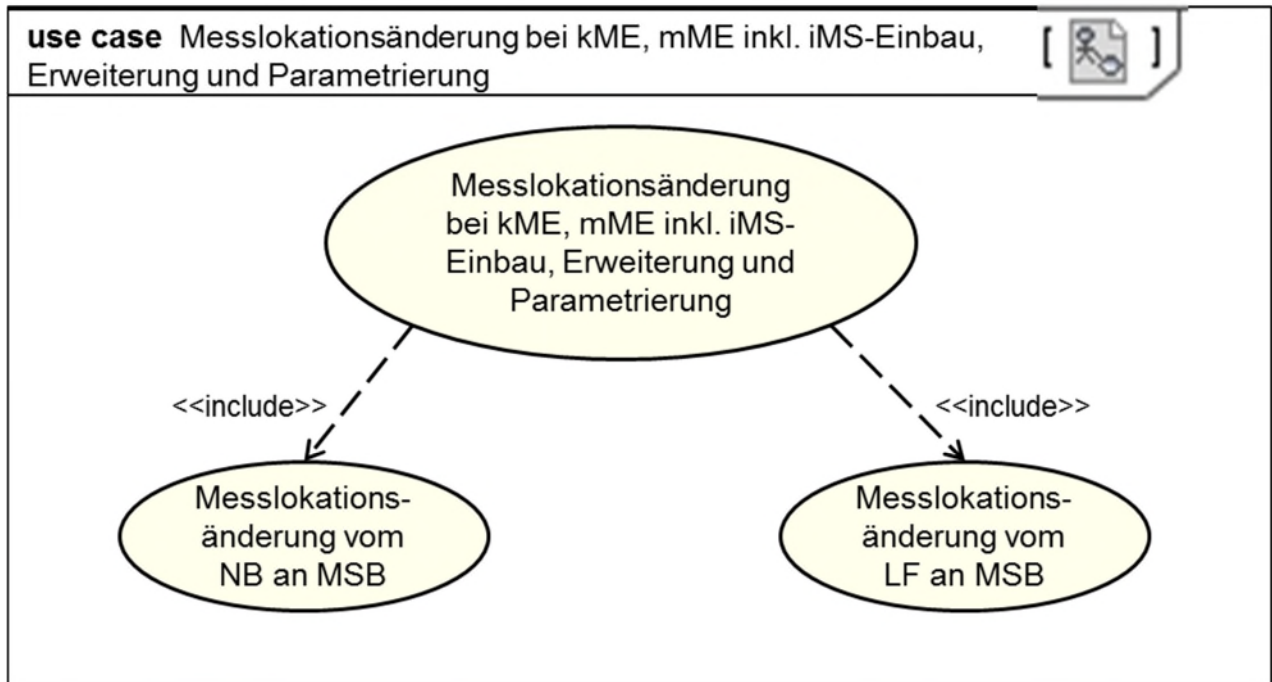 use case Messlokationsänderung bei kME, mME inkl. iMS-Einbau,
Erweiterung und Parametrierung
[ ]
Messlokationsänderung
bei kME, mME inkl. iMS-
Einbau, Erweiterung und
Parametrierung
<<include>>
<<include>>
Messlokations-
änderung vom
NB an MSB
Messlokations-
änderung vom
LF an MSB